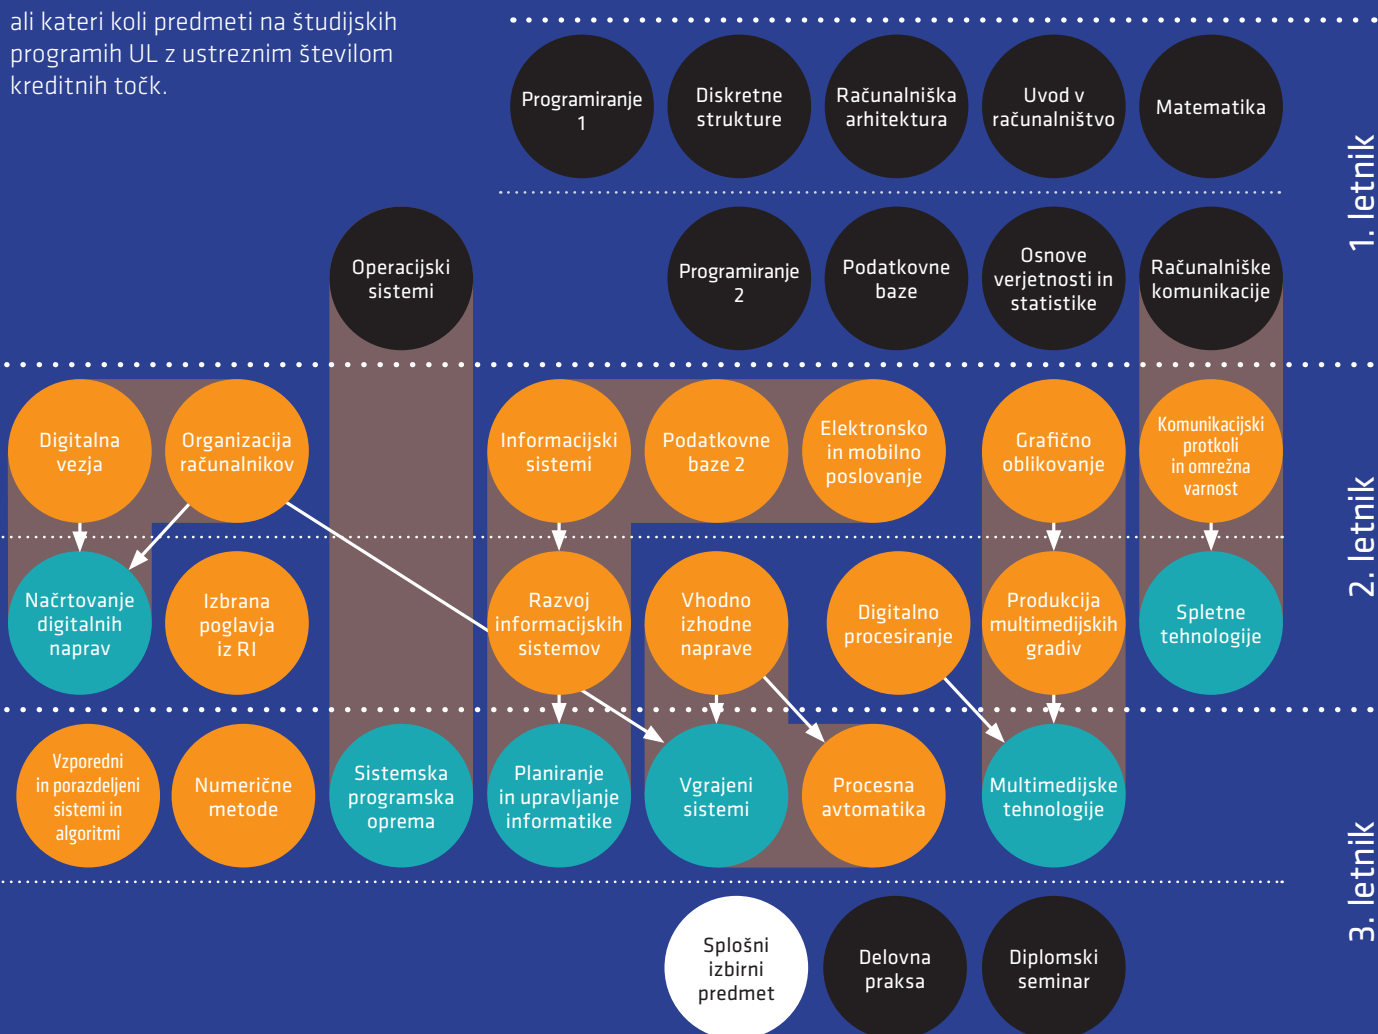 ali kateri koli predmeti na študijskih
programih UL z ustreznim številom
kreditnih točk.
Programiranje
1
Diskretne
strukture
Računalniška
arhitektura
Uvod v
računalništvo
Matematika
1. letnik
Operacijski
sistemi
Programiranje
2
Podatkovne
baze
Osnove
verjetnosti in
statistike
Računalniške
komunikacije
Digitalna
vezja
Organizacija
računalnikov
Informacijski
sistemi
Podatkovne
baze 2
Elektronsko
in mobilno
poslovanje
Grafično
oblikovanje
Komunikacijski
protkoli
in omrežna
varnost
2. letnik
Načrtovanje
digitalnih
naprav
Izbrana
poglavja
iz RI
Razvoj
informacijskih
sistemov
Vhodno
izhodne
naprave
Digitalno
procesiranje
Produkcija
multimedijskih
gradiv
Spletne
tehnologije
Vzporedni
in porazdeljeni
sistemi in
algoritmi
Numerične
metode
Sistemska
programska
oprema
Planiranje
in upravljanje
informatike
Vgrajeni
sistemi
Procesna
avtomatika
Multimedijske
tehnologije
3. letnik
Splošni
izbirni
predmet
Delovna
praksa
Diplomski
seminar